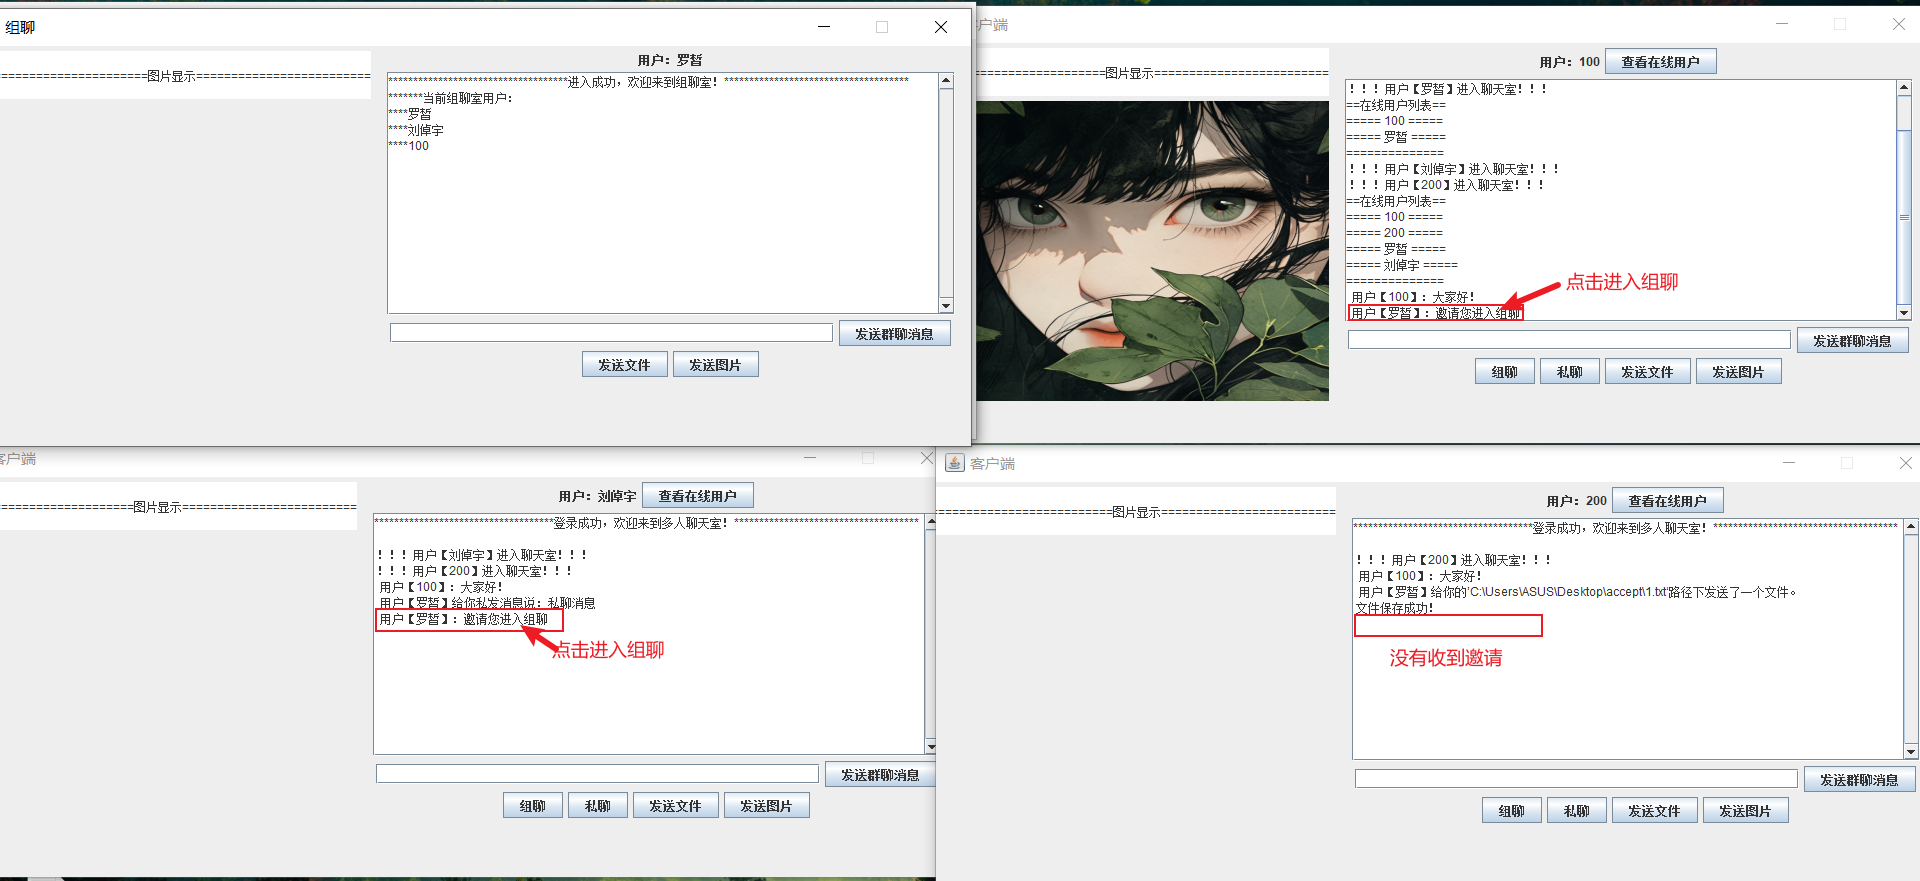 组聊
=====================图片显示=========================
用户：罗皙
************************************进入成功，欢迎来到组聊室！*************************************
*******当前组聊室用户：
****罗皙
****刘倬宇
****100
发送群聊消息
发送文件
发送图片
客户端
===================图片显示=========================
用户：100
查看在线用户
！！！用户【罗皙】进入聊天室！！！
==在线用户列表==
===== 100 =====
===== 罗皙 =====
==============
！！！用户【刘倬宇】进入聊天室！！！
！！！用户【200】进入聊天室！！！
==在线用户列表==
===== 100 =====
===== 200 =====
===== 罗皙 =====
===== 刘倬宇 =====
==============
用户【100】：大家好！
用户【罗皙】：邀请您进入组聊
点击进入组聊
发送群聊消息
组聊
私聊
发送文件
发送图片
客户端
===================图片显示=========================
用户：刘倬宇
查看在线用户
************************************登录成功，欢迎来到多人聊天室！*************************************
！！！用户【刘倬宇】进入聊天室！！！
！！！用户【200】进入聊天室！！！
用户【100】：大家好！
用户【罗皙】给你私发消息说：私聊消息
用户【罗皙】：邀请您进入组聊
点击进入组聊
发送群聊消息
组聊
私聊
发送文件
发送图片
客户端
=========================图片显示=========================
用户：200
查看在线用户
************************************登录成功，欢迎来到多人聊天室！*************************************
！！！用户【200】进入聊天室！！！
用户【100】：大家好！
用户【罗皙】给你的'C:\Users\ASUS\Desktop\accept\1.txt'路径下发送了一个文件。
文件保存成功！
没有收到邀请
发送群聊消息
组聊
私聊
发送文件
发送图片